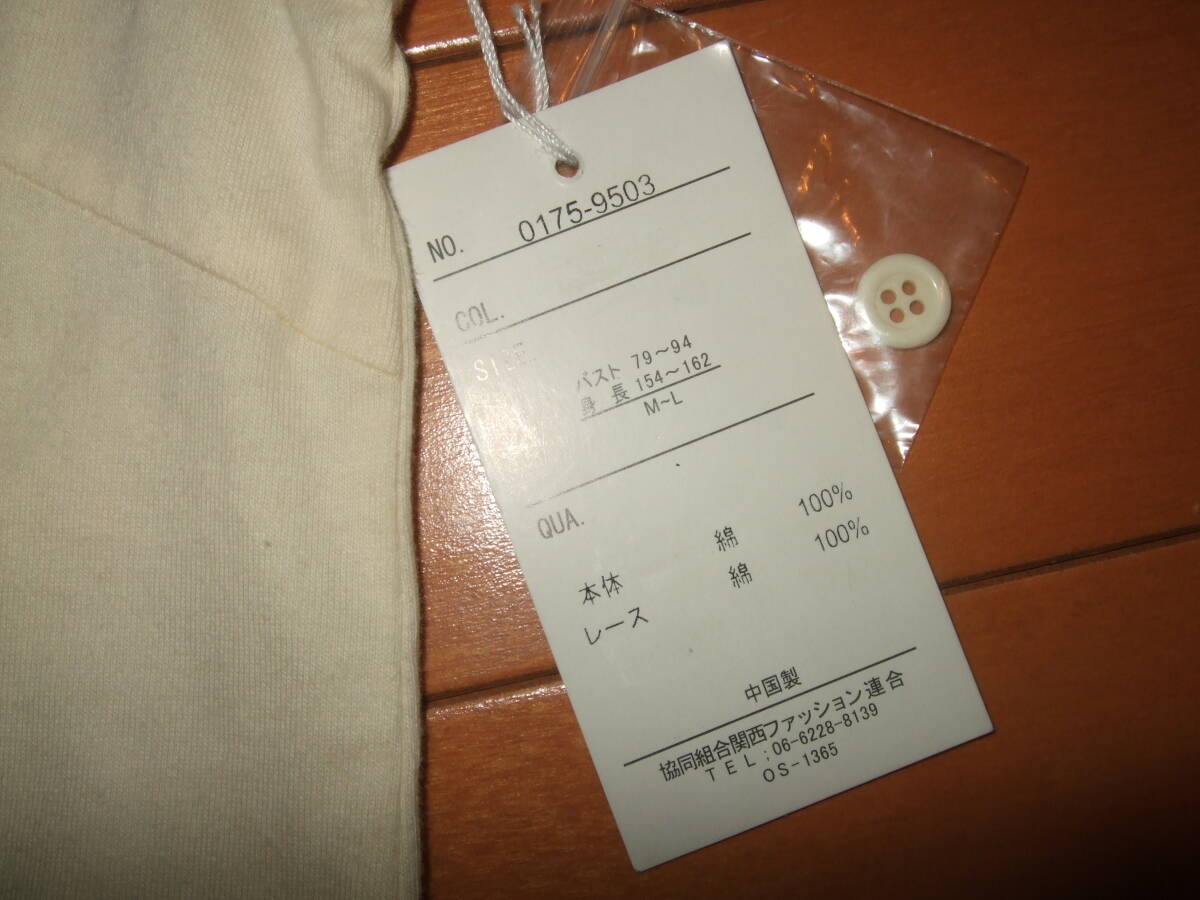 NO. 0175-9503
COL.
SIZE
バスト 79～94
身 長 154～162
M~L
QUA.
本体 綿 100%
レース 綿 100%
中国製
協同組合関西ファッション連合
ＴＥＬ；06-6228-8139
OS-1365